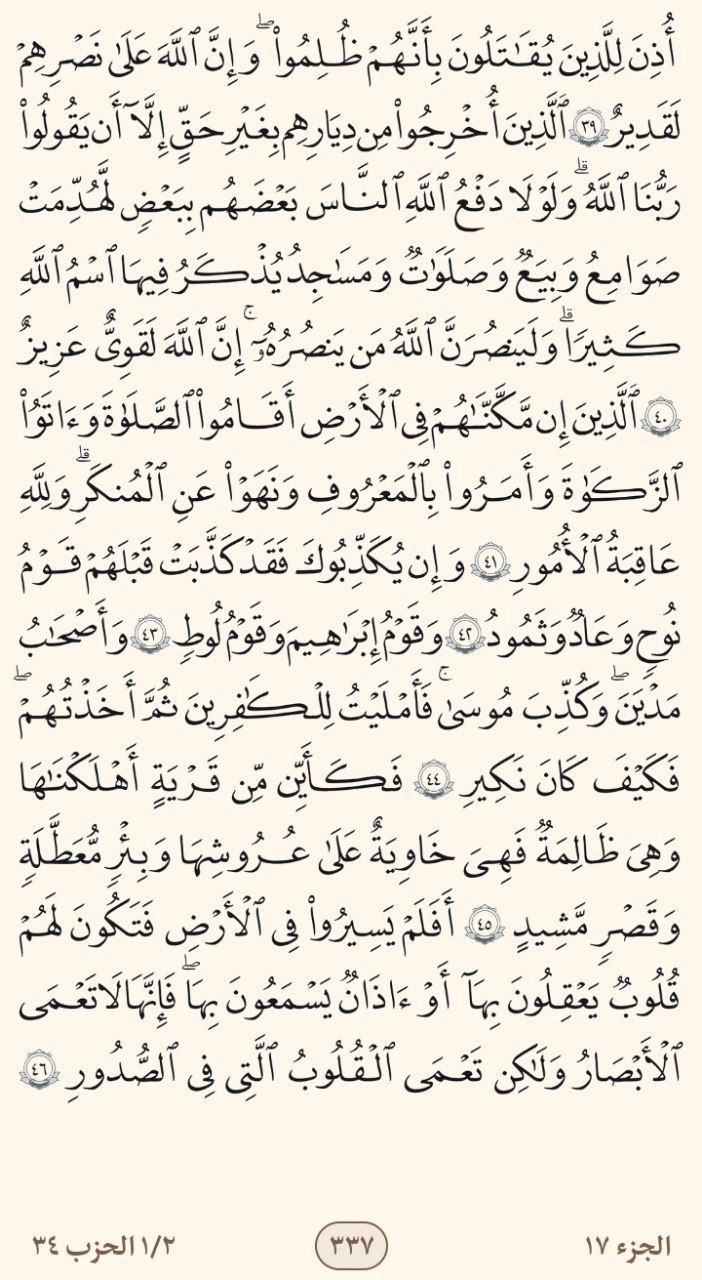 أُذِنَ لِلَّذِينَ يُقَـٰتَلُونَ بِأَنَّهُمْ ظُلِمُوا۟ ۖ وَإِنَّ ٱللَّهَ عَلَىٰ نَصْرِهِمْ
لَقَدِيرٌ ٣٩ ٱلَّذِينَ أُخْرِجُوا۟ مِن دِيَـٰرِهِم بِغَيْرِ حَقٍّ إِلَّآ أَن يَقُولُوا۟
رَبُّنَا ٱللَّهُ ۗ وَلَوْلَا دَفْعُ ٱللَّهِ ٱلنَّاسَ بَعْضَهُم بِبَعْضٍ لَّهُدِّمَتْ
صَوَٰمِعُ وَبِيَعٌ وَصَلَوَٰتٌ وَمَسَـٰجِدُ يُذْكَرُ فِيهَا ٱسْمُ ٱللَّهِ
كَثِيرًا ۗ وَلَيَنصُرَنَّ ٱللَّهُ مَن يَنصُرُهُۥٓ ۚ إِنَّ ٱللَّهَ لَقَوِىٌّ عَزِيزٌ
٤٠ ٱلَّذِينَ إِن مَّكَّنَّـٰهُمْ فِى ٱلْأَرْضِ أَقَامُوا۟ ٱلصَّلَوٰةَ وَءَاتَوُا۟
ٱلزَّكَوٰةَ وَأَمَرُوا۟ بِٱلْمَعْرُوفِ وَنَهَوْا۟ عَنِ ٱلْمُنكَرِ ۗ وَلِلَّهِ
عَـٰقِبَةُ ٱلْأُمُورِ ٤١ وَإِن يُكَذِّبُوكَ فَقَدْ كَذَّبَتْ قَبْلَهُمْ قَوْمُ
نُوحٍ وَعَادٌ وَثَمُودُ ٤٢ وَقَوْمُ إِبْرَٰهِيمَ وَقَوْمُ لُوطٍ ٤٣ وَأَصْحَـٰبُ
مَدْيَنَ ۖ وَكُذِّبَ مُوسَىٰ ۚ فَأَمْلَيْتُ لِلْكَـٰفِرِينَ ثُمَّ أَخَذْتُهُمْ ۖ
فَكَيْفَ كَانَ نَكِيرِ ٤٤ فَكَأَيِّن مِّن قَرْيَةٍ أَهْلَكْنَـٰهَا
وَهِىَ ظَالِمَةٌ فَهِىَ خَاوِيَةٌ عَلَىٰ عُرُوشِهَا وَبِئْرٍ مُّعَطَّلَةٍ
وَقَصْرٍ مَّشِيدٍ ٤٥ أَفَلَمْ يَسِيرُوا۟ فِى ٱلْأَرْضِ فَتَكُونَ لَهُمْ
قُلُوبٌ يَعْقِلُونَ بِهَآ أَوْ ءَاذَانٌ يَسْمَعُونَ بِهَا ۖ فَإِنَّهَا لَا تَعْمَى
ٱلْأَبْصَـٰرُ وَلَـٰكِن تَعْمَى ٱلْقُلُوبُ ٱلَّتِى فِى ٱلصُّدُورِ ٤٦
الجزء ١٧ ٣٣٧ ١/٢ الحزب ٣٤